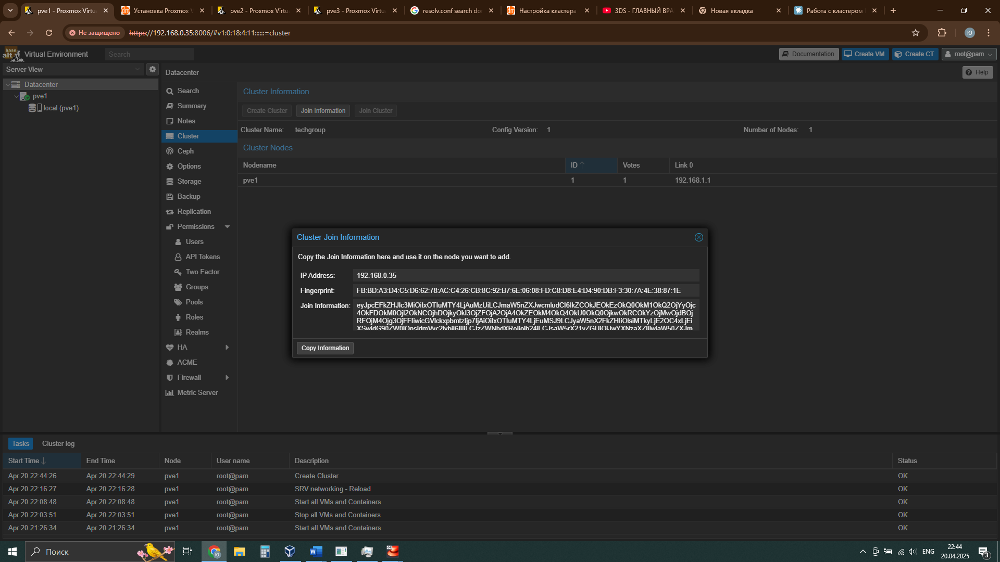 pve1 - Proxmox Virtu
Установка Proxmox V
pve2 - Proxmox Virtu
pve3 - Proxmox Virtu
resolv.conf search do
Настройка кластера
3DS - ГЛАВНЫЙ ВРА
Новая вкладка
Работа с кластером
Не защищено
https://192.168.0.35:8006/#v1:0:18:4:11::::::=cluster
Ю
base
alt
Virtual Environment
Search
Documentation
Create VM
Create CT
root@pam
Server View
Datacenter
Help
Datacenter
pve1
local (pve1)
Search
Summary
Notes
Cluster
Ceph
Options
Storage
Backup
Replication
Permissions
Users
API Tokens
Two Factor
Groups
Pools
Roles
Realms
HA
ACME
Firewall
Metric Server
Cluster Information
Create Cluster
Join Information
Join Cluster
Cluster Name: techgroup
Config Version: 1
Number of Nodes: 1
Cluster Nodes
Nodename ID Votes Link 0
pve1 1 1 192.168.1.1
Cluster Join Information
Copy the Join Information here and use it on the node you want to add.
IP Address: 192.168.0.35
Fingerprint: FB:BD:A3:D4:C5:D6:62:78:AC:C4:26:CB:8C:92:B7:6E:06:08:FD:C8:D8:E4:D4:90:DB:F3:30:7A:4E:38:87:1E
Join Information:
Copy Information
Tasks
Cluster log
Start Time End Time Node User name Description Status
Apr 20 22:44:26 Apr 20 22:44:29 pve1 root@pam Create Cluster OK
Apr 20 22:16:27 Apr 20 22:16:28 pve1 root@pam SRV networking - Reload OK
Apr 20 22:08:48 Apr 20 22:08:48 pve1 root@pam Start all VMs and Containers OK
Apr 20 22:03:51 Apr 20 22:03:51 pve1 root@pam Stop all VMs and Containers OK
Apr 20 21:26:34 Apr 20 21:26:34 pve1 root@pam Start all VMs and Containers OK
Поиск
ENG
22:44
20.04.2025
3